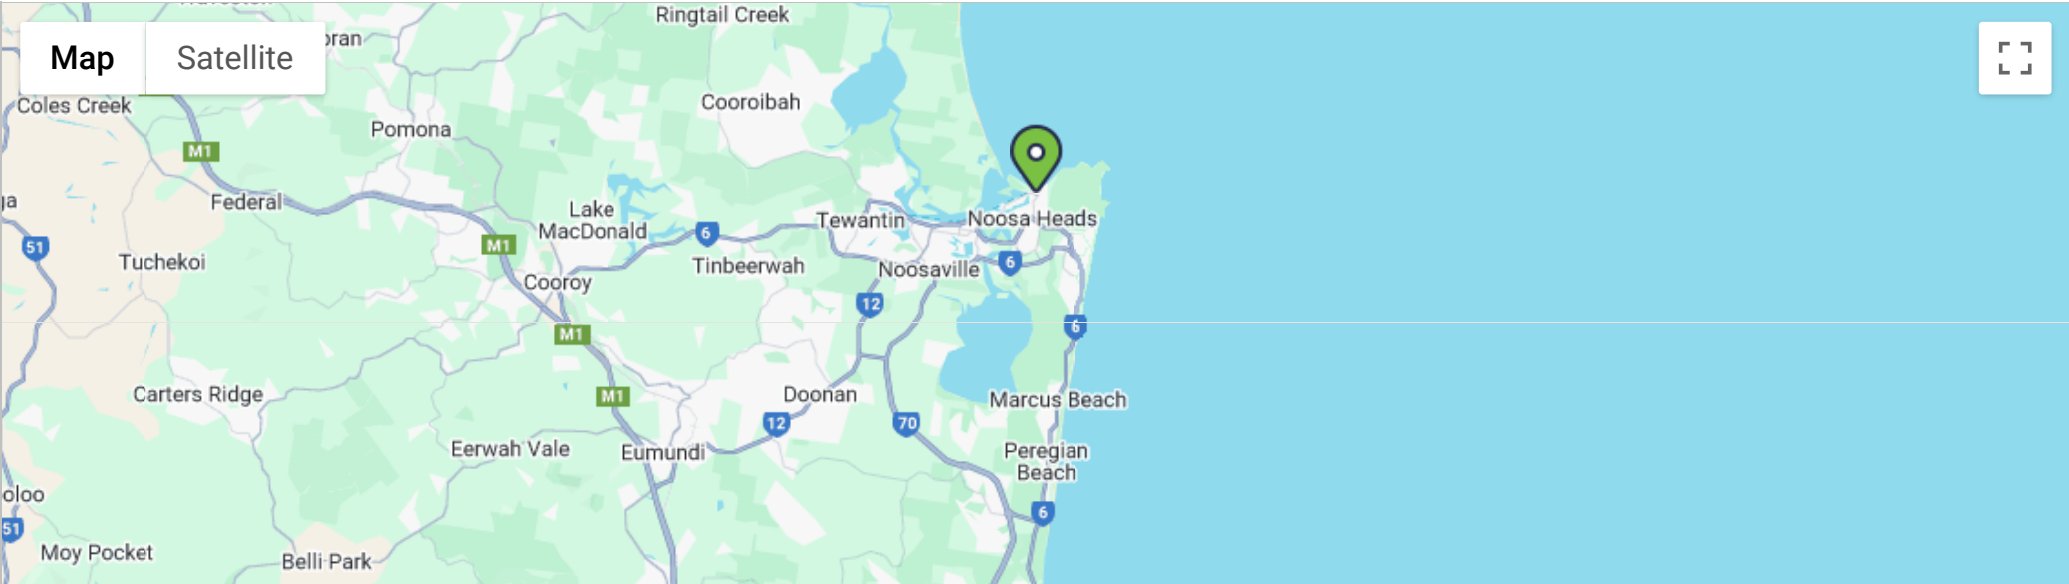 Ringtail Creek
Map
Satellite
Coles Creek
Cooroibah
Pomona
M1
Federal
Lake
MacDonald
Tewantin
Noosa Heads
6
51
M1
Tuchekoi
Tinbeerwah
Noosaville
6
Cooroy
12
M1
6
Carters Ridge
M1
Doonan
Marcus Beach
12
70
Eerwah Vale
Eumundi
Peregian
Beach
6
51
Moy Pocket
Belli Park